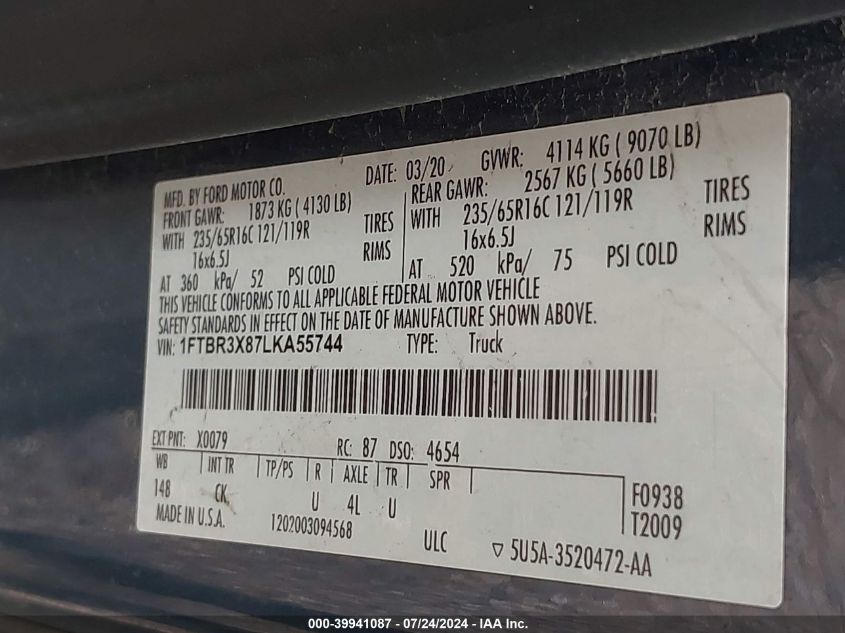 MFD. BY FORD MOTOR CO. DATE: 03/20 GVWR: 4114 KG ( 9070 LB)
FRONT GAWR: 1873 KG ( 4130 LB) REAR GAWR: 2567 KG ( 5660 LB)
WITH 235/65R16C 121/119R TIRES WITH 235/65R16C 121/119R TIRES
16x6.5J RIMS 16x6.5J RIMS
AT 360 kPa/ 52 PSI COLD AT 520 kPa/ 75 PSI COLD
THIS VEHICLE CONFORMS TO ALL APPLICABLE FEDERAL MOTOR VEHICLE
SAFETY STANDARDS IN EFFECT ON THE DATE OF MANUFACTURE SHOWN ABOVE.
VIN: 1FTBR3X87LKA55744 TYPE: Truck
EXT PNT: X0079 RC: 87 DSO: 4654
WB INT TR TP/PS R AXLE TR SPR F0938
148 CK U 4L U T2009
MADE IN U.S.A. 1202003094568 ULC ▽ 5U5A-3520472-AA
000-39941087 - 07/24/2024 - IAA Inc.